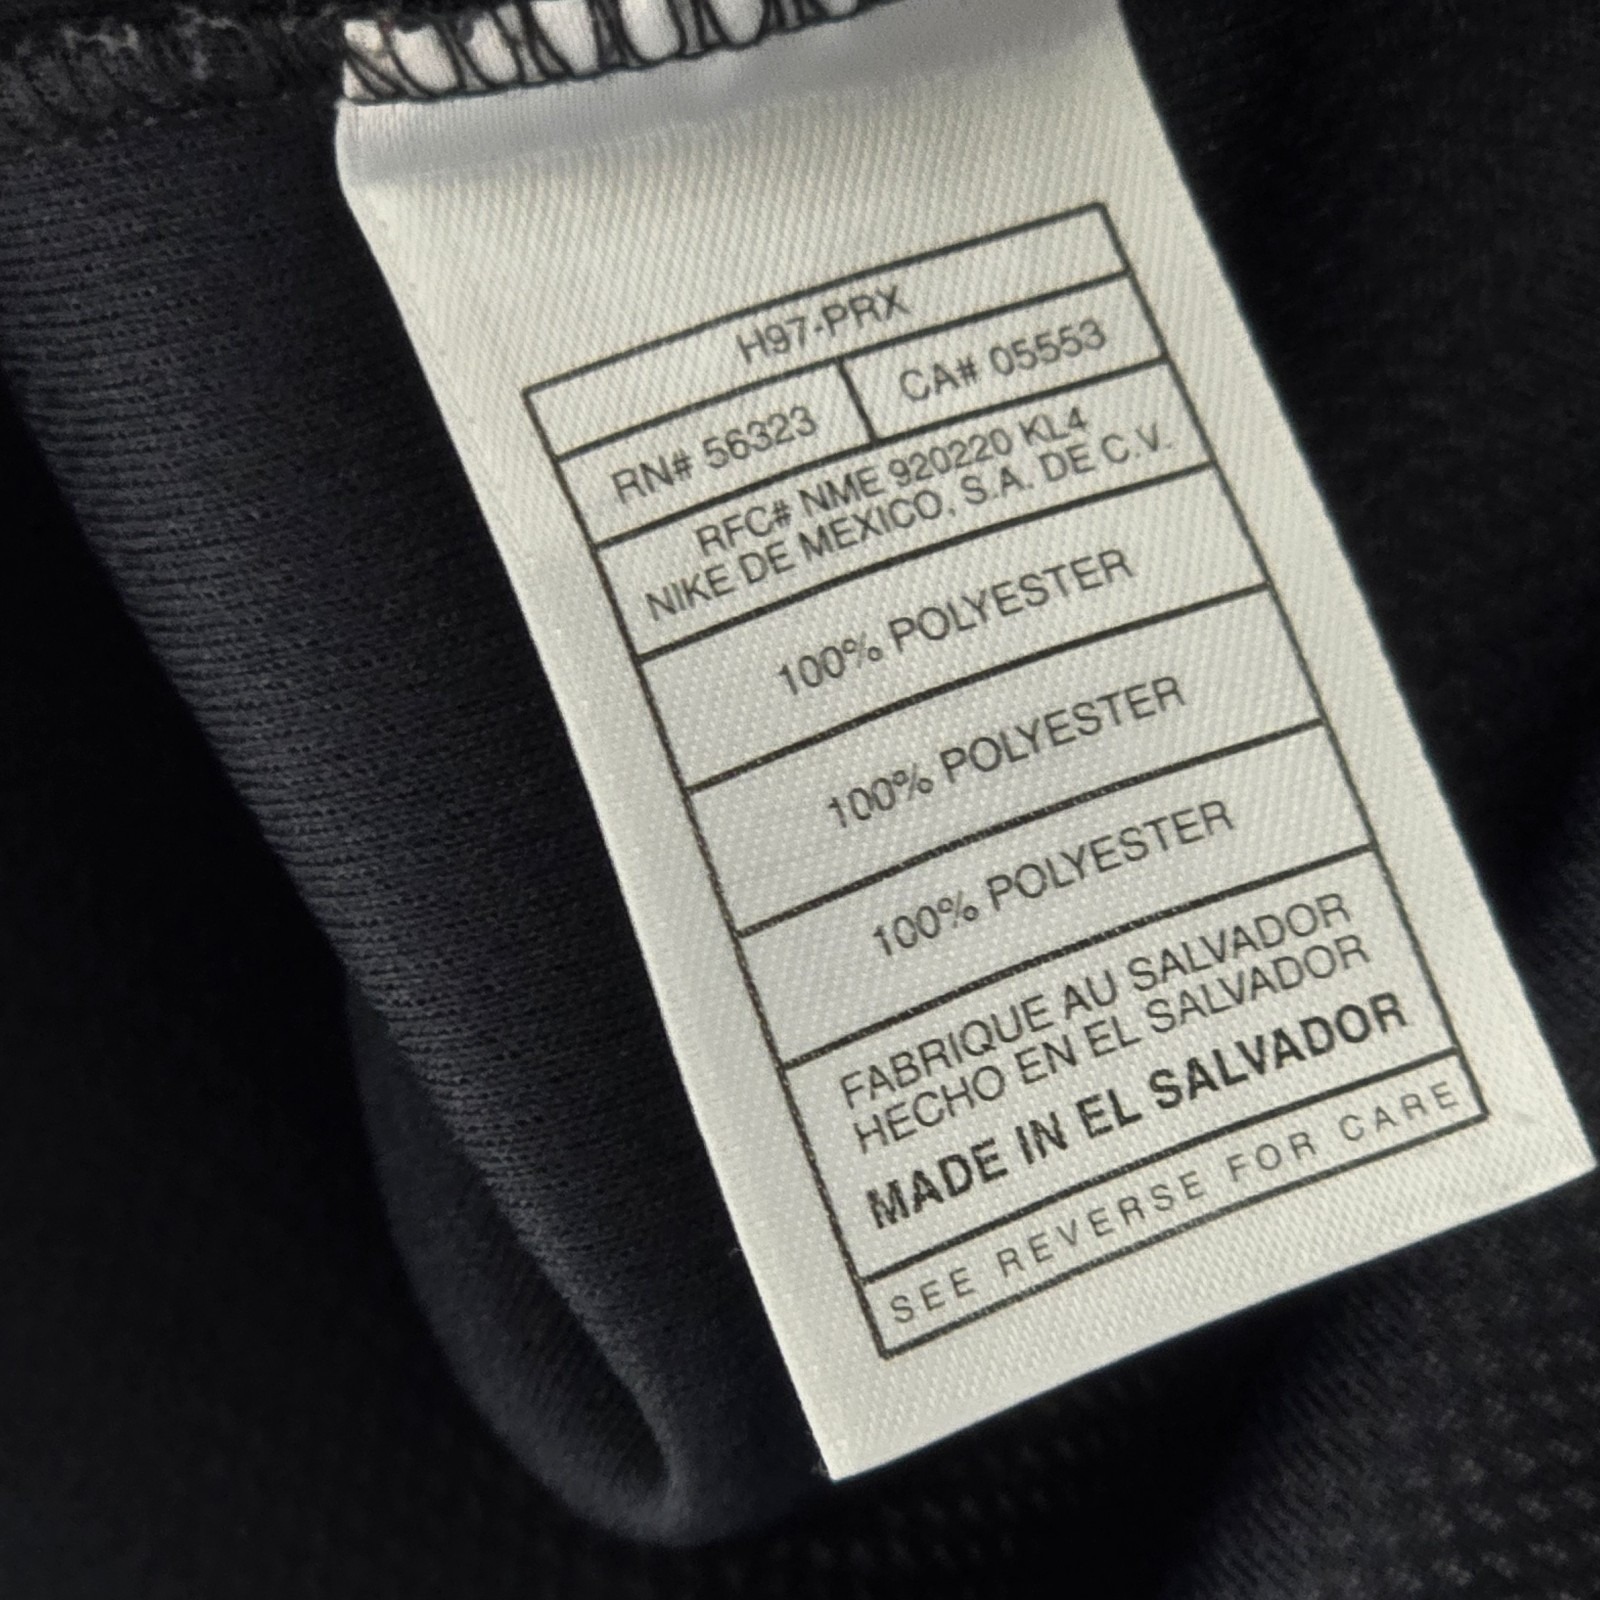 H97-PRX
RN# 56323
CA# 05553
RFC# NME 920220 KL4
NIKE DE MEXICO, S.A. DE C.V.
100% POLYESTER
100% POLYESTER
100% POLYESTER
FABRIQUE AU SALVADOR
HECHO EN EL SALVADOR
MADE IN EL SALVADOR
SEE REVERSE FOR CARE